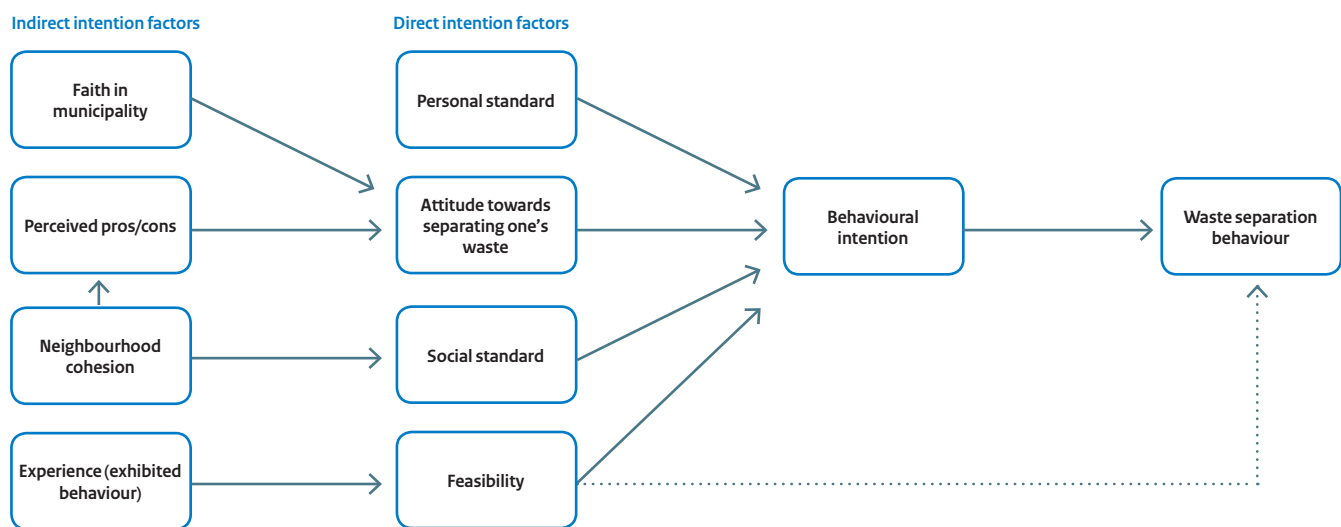 Indirect intention factors
Direct intention factors
Faith in
municipality
Personal standard
Perceived pros/cons
Attitude towards
separating one's
waste
Behavioural
intention
Waste separation
behaviour
Neighbourhood
cohesion
Social standard
Experience (exhibited
behaviour)
Feasibility